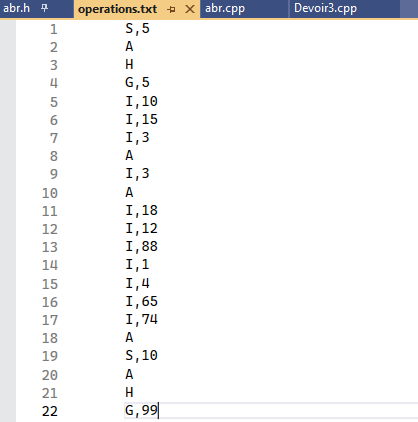 abr.h operations.txt abr.cpp Devoir3.cpp
1 S,5
2 A
3 H
4 G,5
5 I,10
6 I,15
7 I,3
8 A
9 I,3
10 A
11 I,18
12 I,12
13 I,88
14 I,1
15 I,4
16 I,65
17 I,74
18 A
19 S,10
20 A
21 H
22 G,99